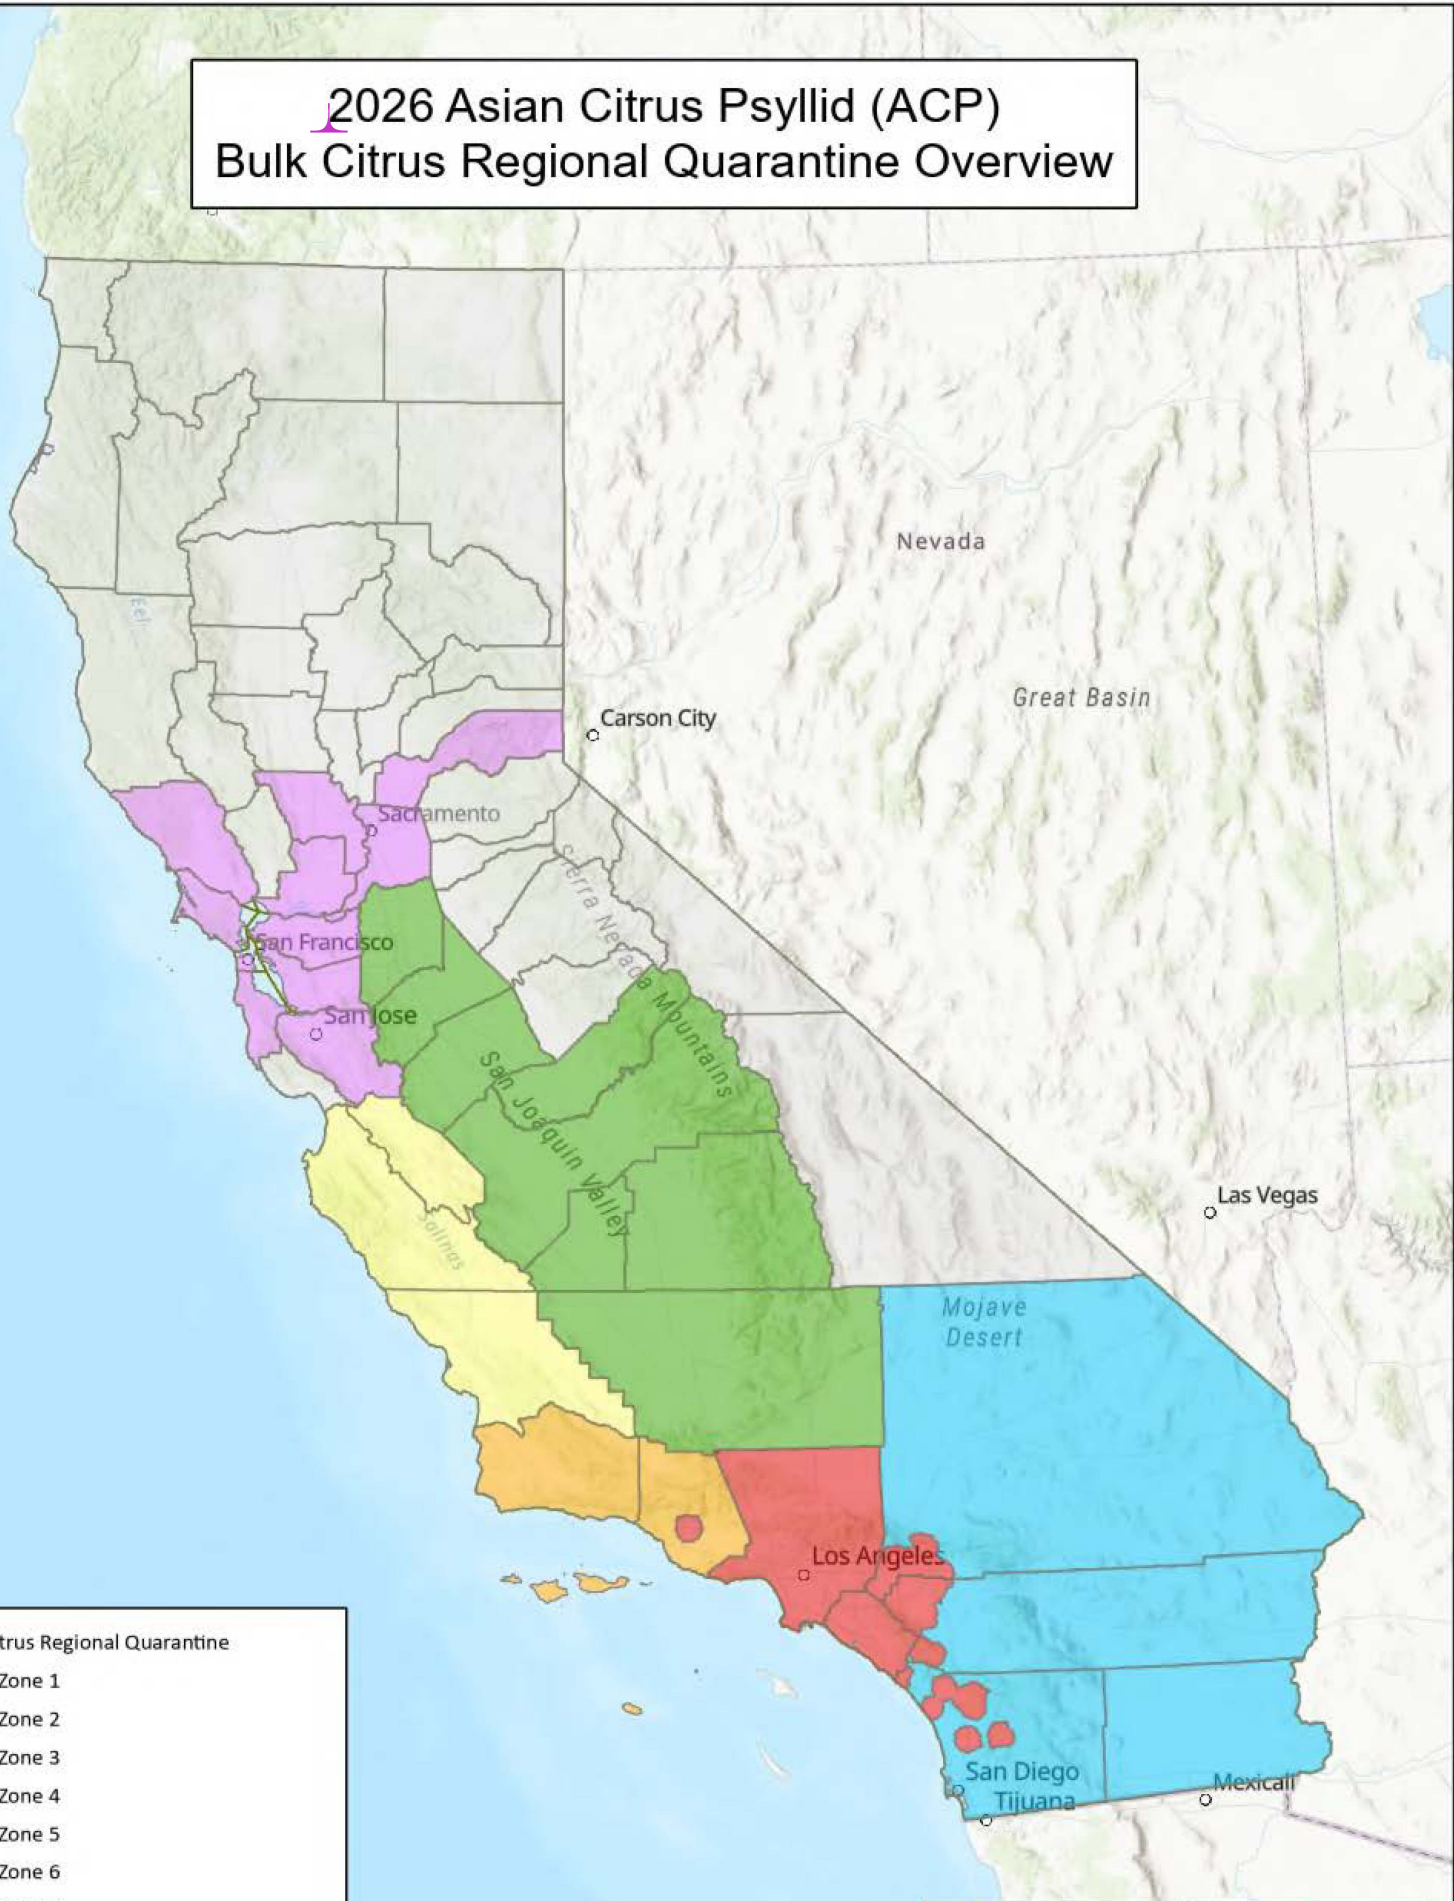 2026 Asian Citrus Psyllid (ACP)
Bulk Citrus Regional Quarantine Overview
Nevada
Great Basin
Eel
Carson City
Sacramento
Sierra Nevada Mountains
San Francisco
San Jose
San Joaquin Valley
Las Vegas
Salinas
Mojave
Desert
Los Angeles
San Diego
Tijuana
Mexicali
trus Regional Quarantine
Zone 1
Zone 2
Zone 3
Zone 4
Zone 5
Zone 6